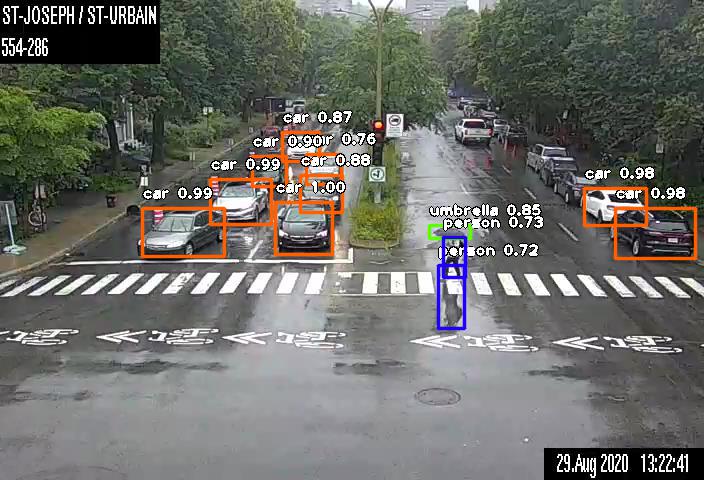 ST-JOSEPH / ST-URBAIN
554-286
car 0.87
car 0.90
ar 0.76
car 0.99
car 0.88
car 0.99
car 1.00
car 0.98
car 0.98
umbrella 0.85
person 0.73
person 0.72
29.Aug 2020 13:22:41